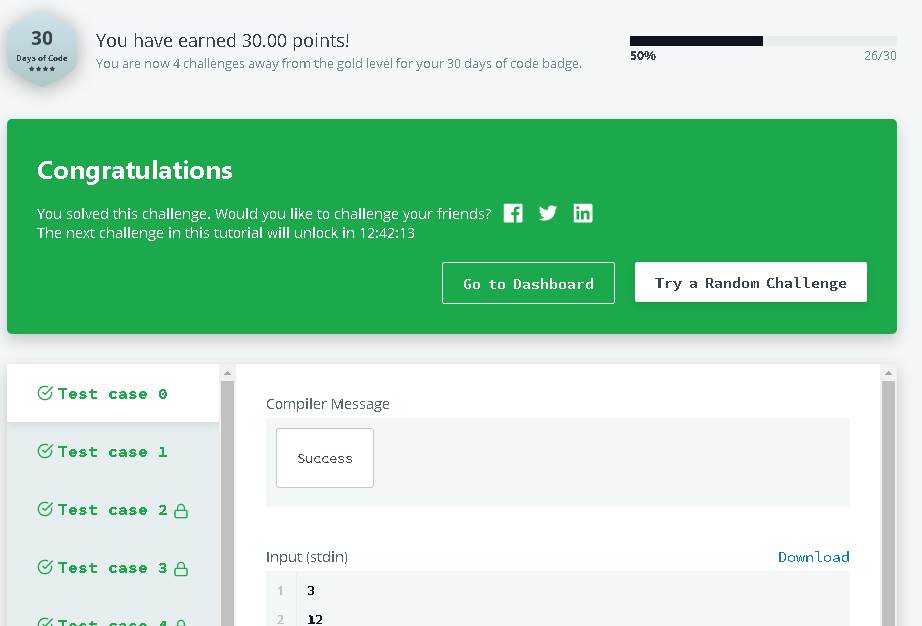 30
Days of Code
You have earned 30.00 points!
You are now 4 challenges away from the gold level for your 30 days of code badge.
50%
26/30
Congratulations
You solved this challenge. Would you like to challenge your friends?
The next challenge in this tutorial will unlock in 12:42:13
Go to Dashboard
Try a Random Challenge
Test case 0
Test case 1
Test case 2
Test case 3
Test case 4
Compiler Message
Success
Input (stdin)
Download
1
3
2
12